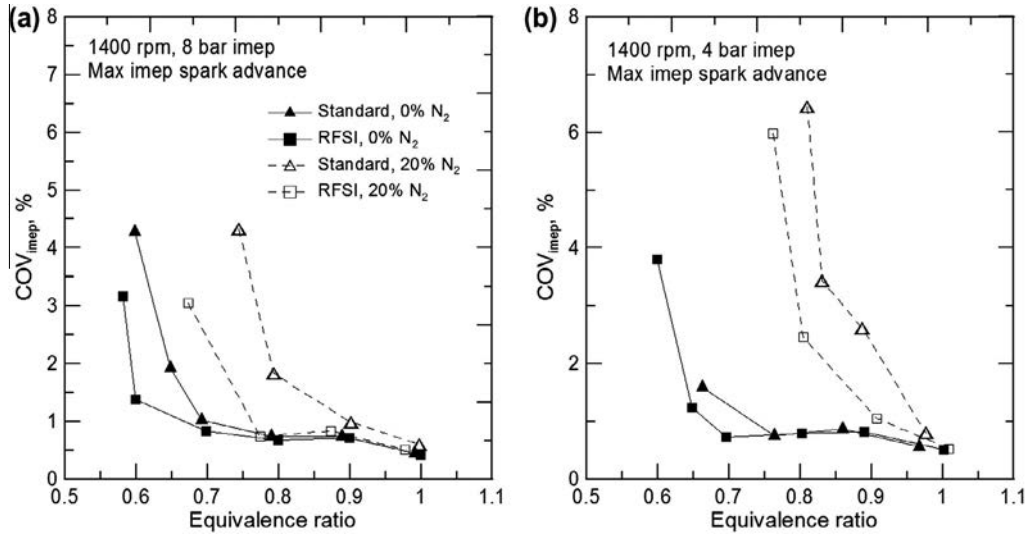 (a)
8
7
6
5
4
3
2
1
0
COV_imep, %
1400 rpm, 8 bar imep
Max imep spark advance
Standard, 0% N₂
RFSI, 0% N₂
Standard, 20% N₂
RFSI, 20% N₂
0.5 0.6 0.7 0.8 0.9 1 1.1
Equivalence ratio
(b)
8
6
4
2
0
COV_imep, %
1400 rpm, 4 bar imep
Max imep spark advance
0.5 0.6 0.7 0.8 0.9 1 1.1
Equivalence ratio